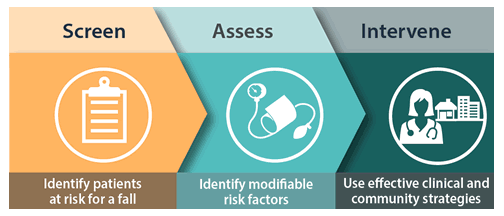 Screen
Assess
Intervene
Identify patients
at risk for a fall
Identify modifiable
risk factors
Use effective clinical and
community strategies